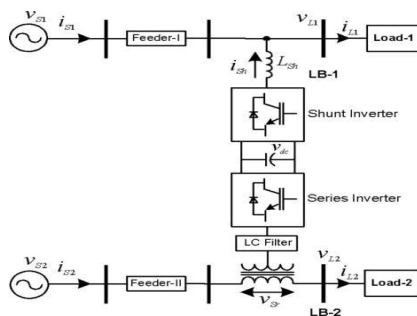 v_S1
i_S1
Feeder-I
v_L1
i_L1
Load-1
i_Sh
L_Sh
LB-1
Shunt Inverter
v_dc
Series Inverter
LC Filter
v_S2
i_S2
Feeder-II
v_Sr
v_L2
i_L2
Load-2
LB-2